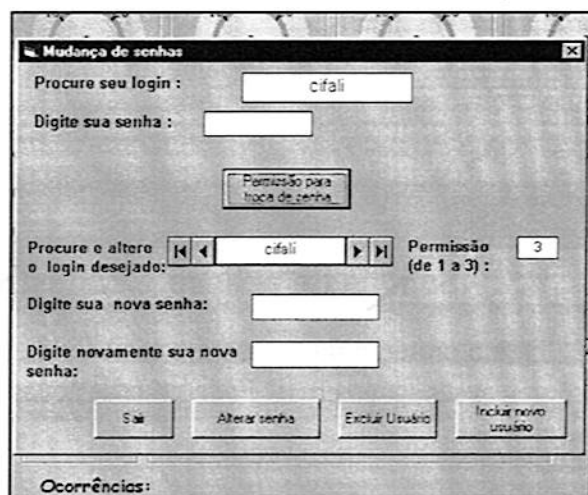 Mudança de senhas
Procure seu login :
cifali
Digite sua senha :
Permissão para
troca de senha
Procure e altere
o login desejado:
cifali
Permissão
(de 1 a 3) :
3
Digite sua nova senha:
Digite novamente sua nova
senha:
Sair
Alterar senha
Excluir Usuário
Incluir novo
usuário
Ocorrências: